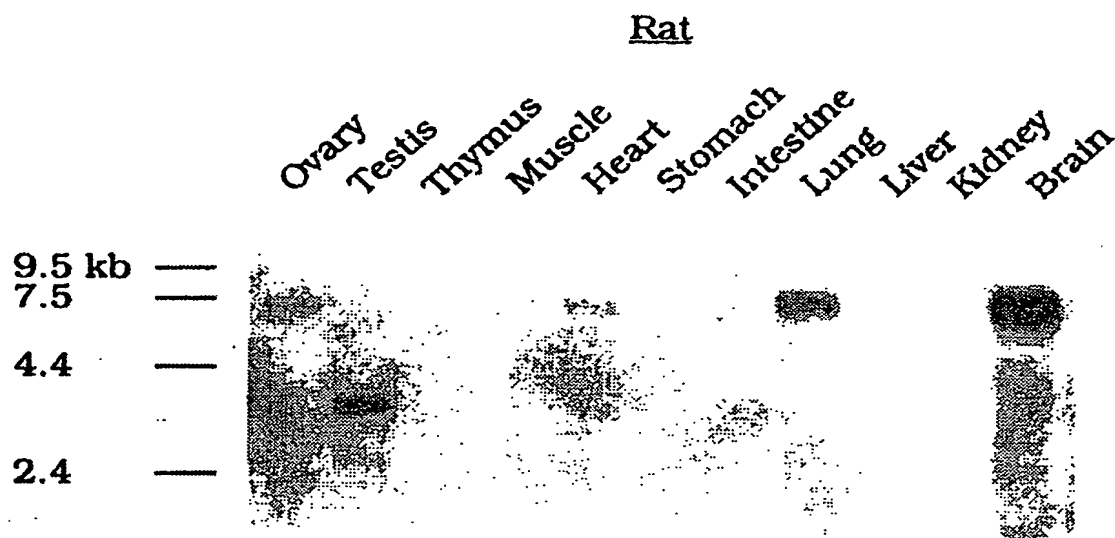 Rat
Ovary
Testis
Thymus
Muscle
Heart
Stomach
Intestine
Lung
Liver
Kidney
Brain
9.5 kb
7.5
4.4
2.4